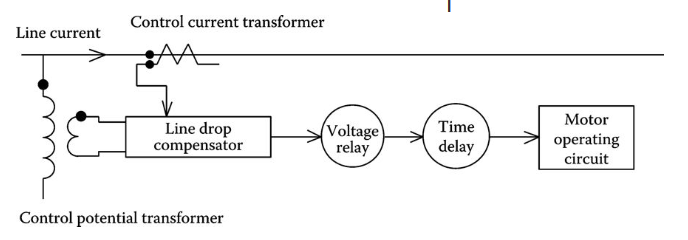 Control current transformer
Line current
Line drop
compensator
Voltage
relay
Time
delay
Motor
operating
circuit
Control potential transformer